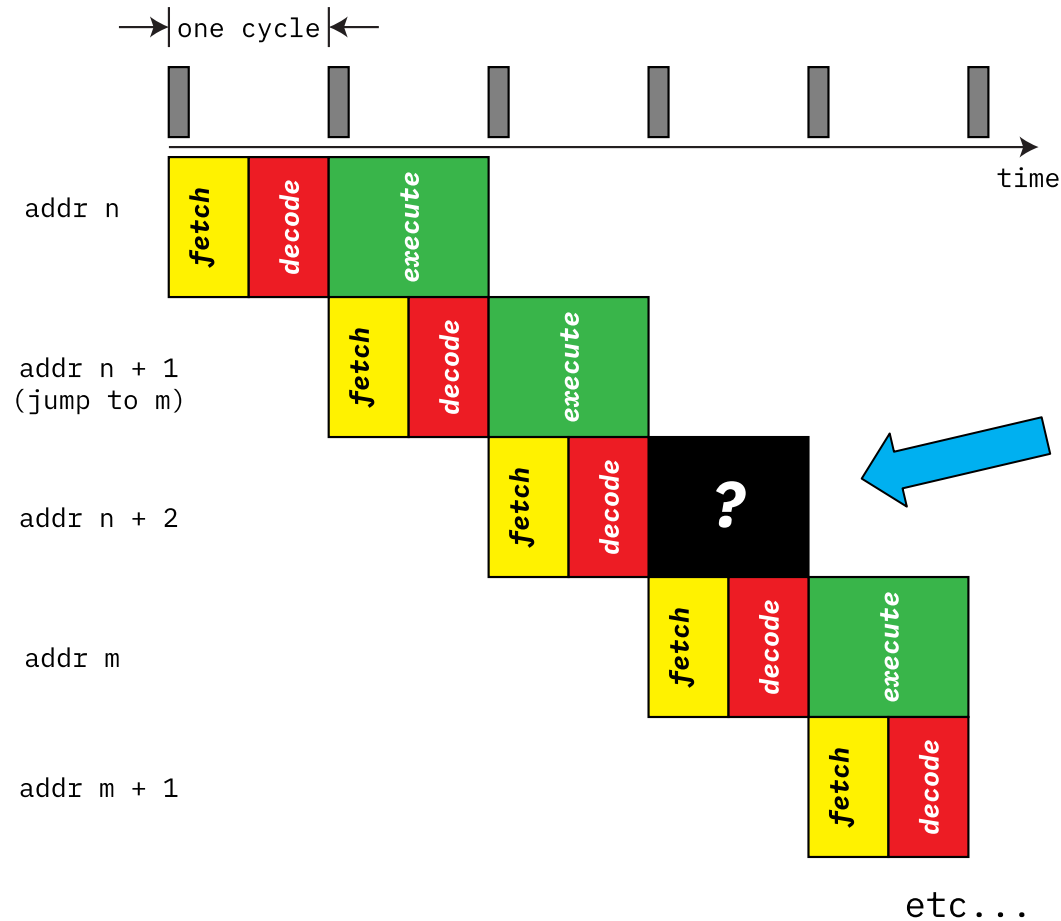 one cycle
time
addr n
fetch
decode
execute
addr n + 1
(jump to m)
fetch
decode
execute
addr n + 2
fetch
decode
?
addr m
fetch
decode
execute
addr m + 1
fetch
decode
etc...